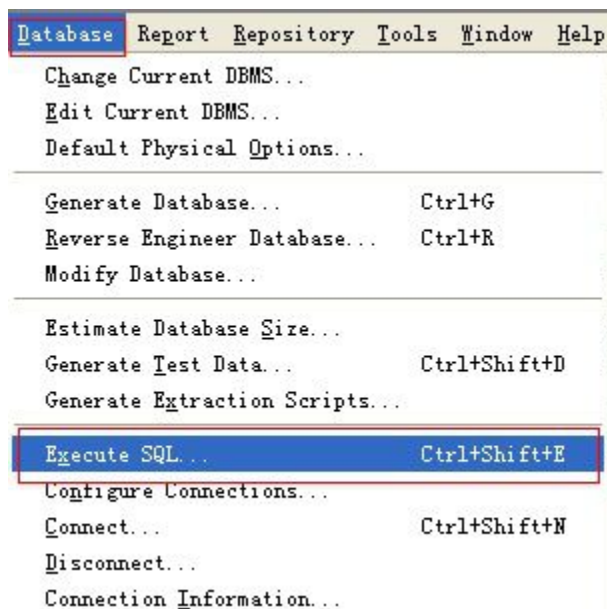 Database Report Repository Tools Window Help
Change Current DBMS...
Edit Current DBMS...
Default Physical Options...
Generate Database... Ctrl+G
Reverse Engineer Database... Ctrl+R
Modify Database...
Estimate Database Size...
Generate Test Data... Ctrl+Shift+D
Generate Extraction Scripts...
Execute SQL... Ctrl+Shift+E
Configure Connections...
Connect... Ctrl+Shift+N
Disconnect...
Connection Information...